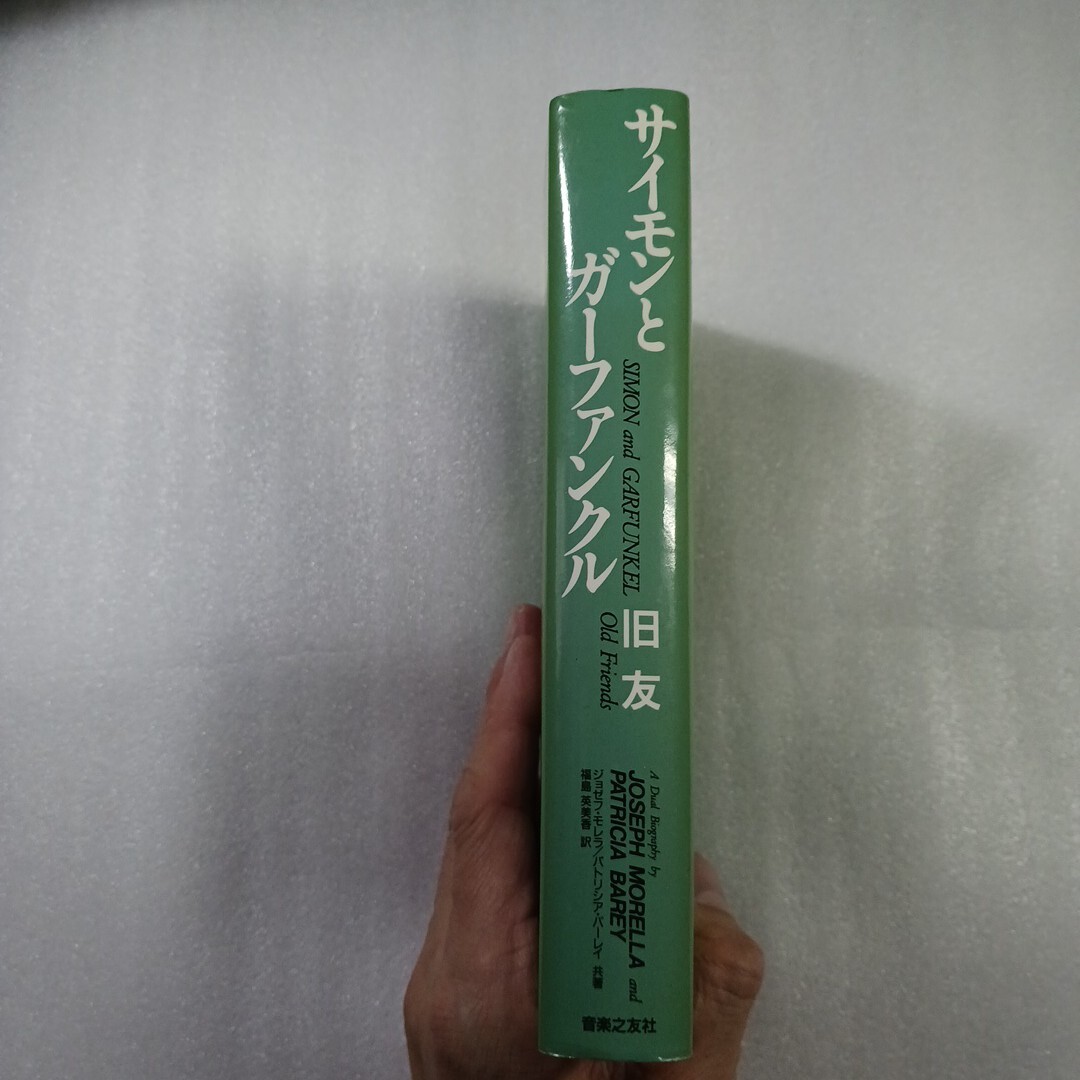 サイモンと
ガーファンクル
SIMON and GARFUNKEL
旧友
Old Friends
A Dual Biography by
JOSEPH MORELLA and
PATRICIA BAREY
ジョゼフ・モレラ/パトリシア・バーレイ 共著
福島英美香 訳
音楽之友社